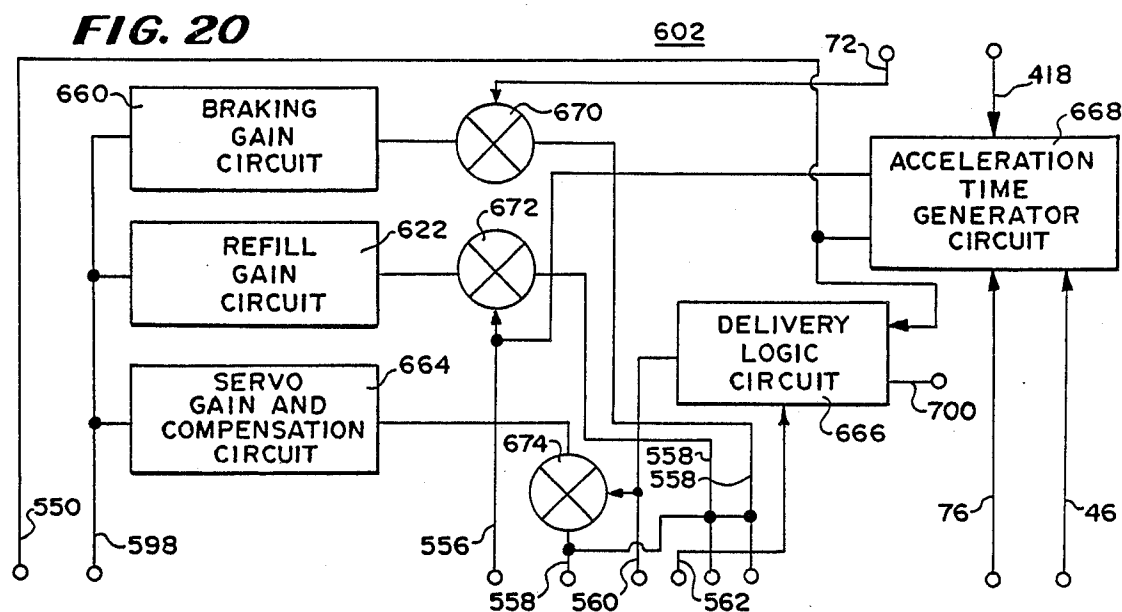 FIG. 20
602
72
418
660
BRAKING
GAIN
CIRCUIT
670
668
ACCELERATION
TIME
GENERATOR
CIRCUIT
622
REFILL
GAIN
CIRCUIT
672
DELIVERY
LOGIC
CIRCUIT
700
666
664
SERVO
GAIN AND
COMPENSATION
CIRCUIT
674
558
558
550
598
556
558
560
562
76
46